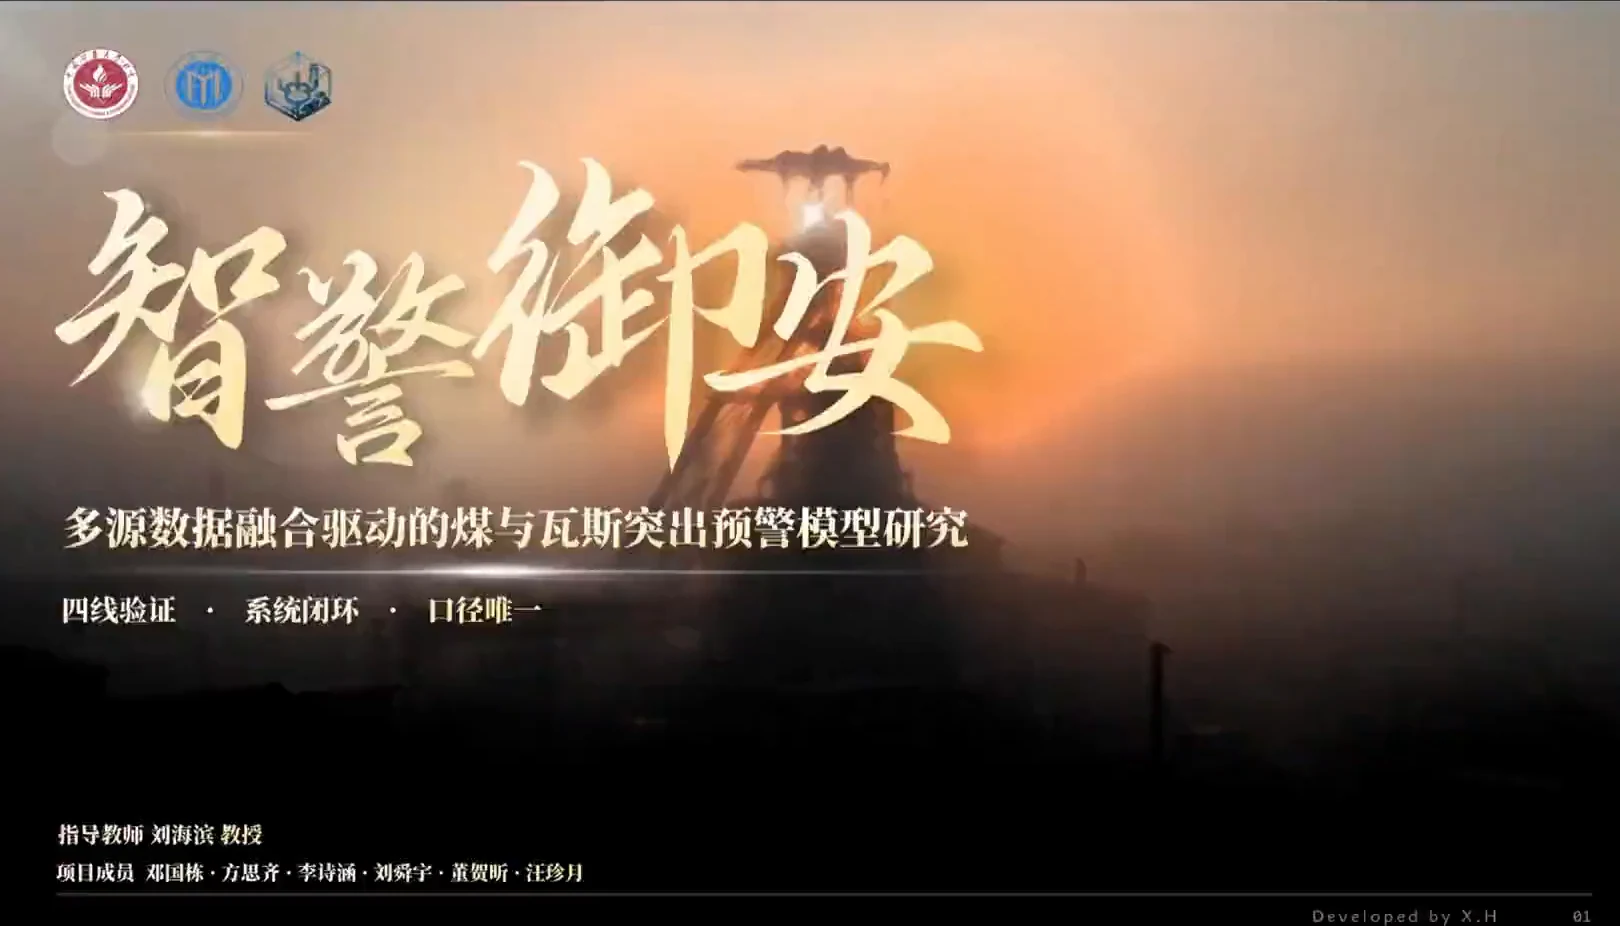 智警御安
多源数据融合驱动的煤与瓦斯突出预警模型研究
四线验证 · 系统闭环 · 口径唯一
指导教师 刘海滨 教授
项目成员 邓国栋·方思齐·李诗涵·刘舜宇·董贺昕·汪珍月
Developed by X.H 01